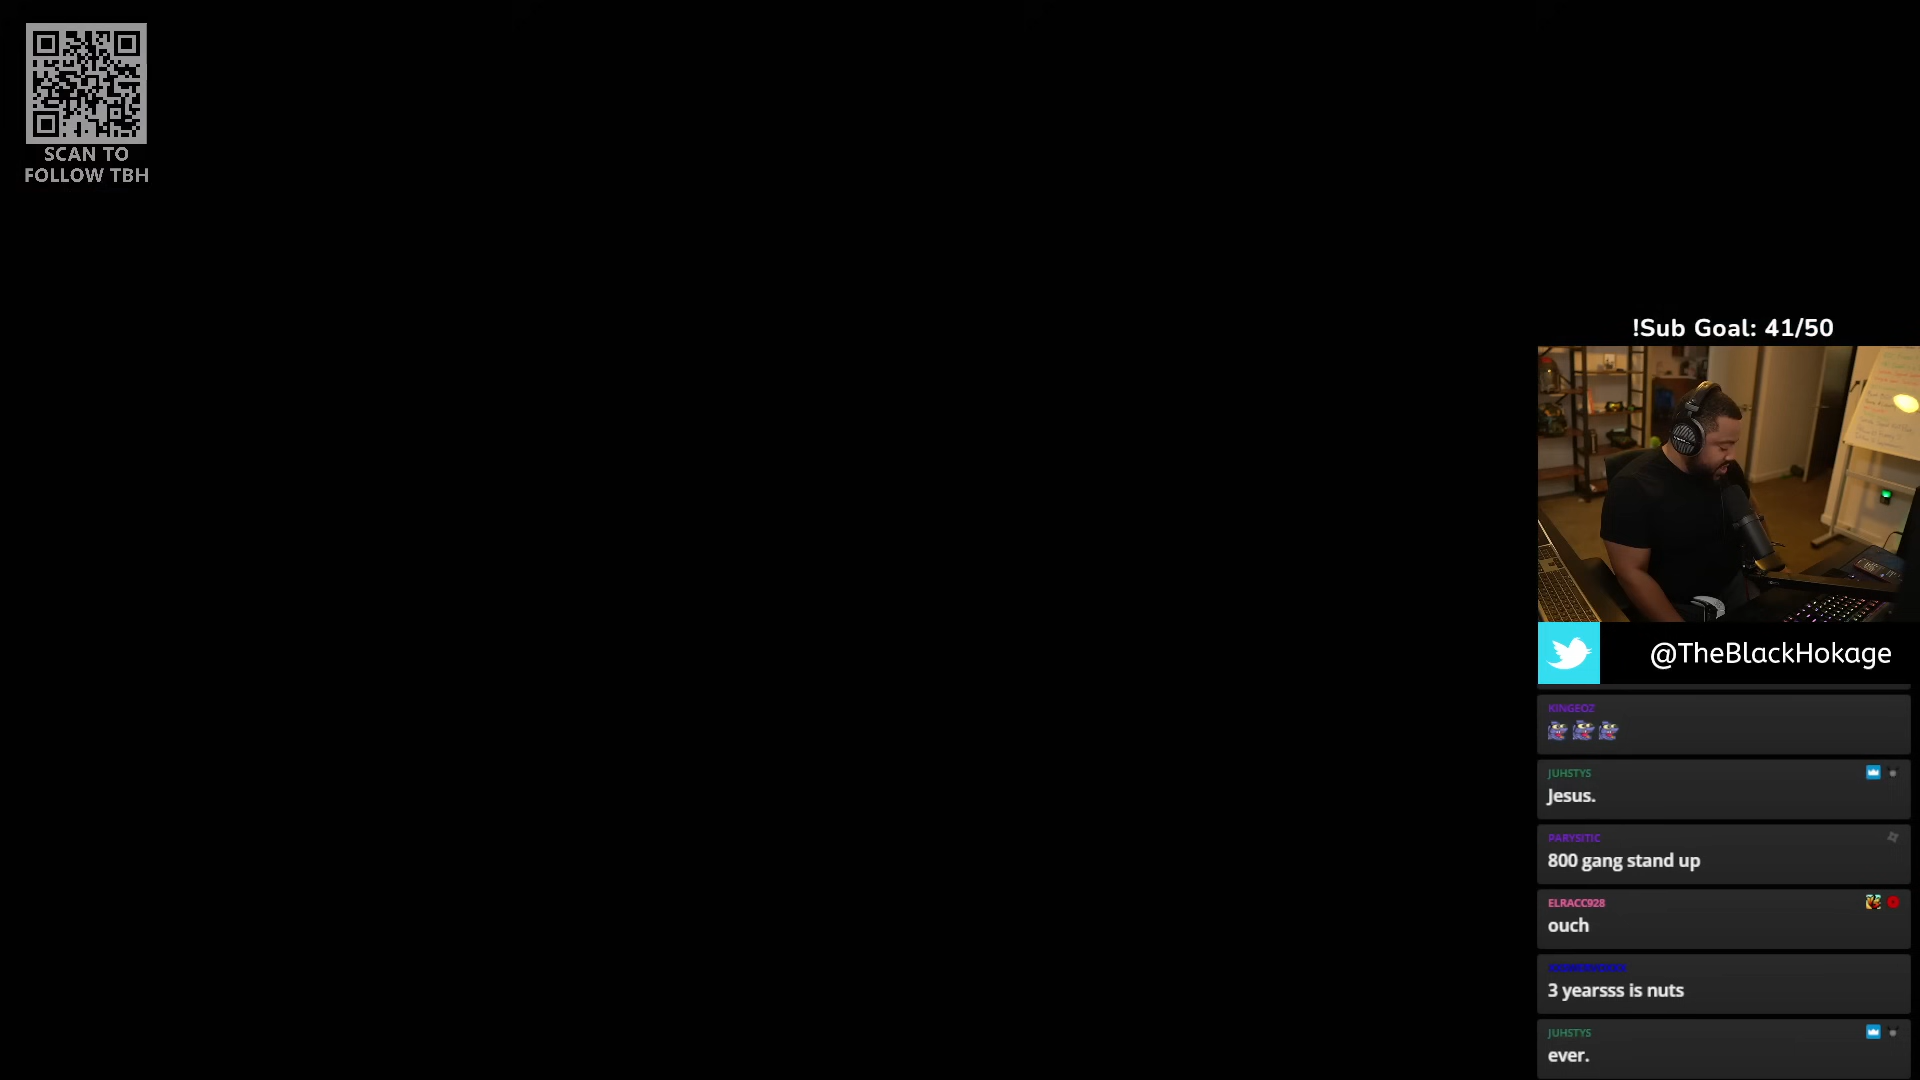 SCAN TO
FOLLOW TBH
!Sub Goal: 41/50
@TheBlackHokage
KINGEOZ
JUHSTYS
Jesus.
PARYSITIC
800 gang stand up
ELRACC928
ouch
3 yearsss is nuts
JUHSTYS
ever.